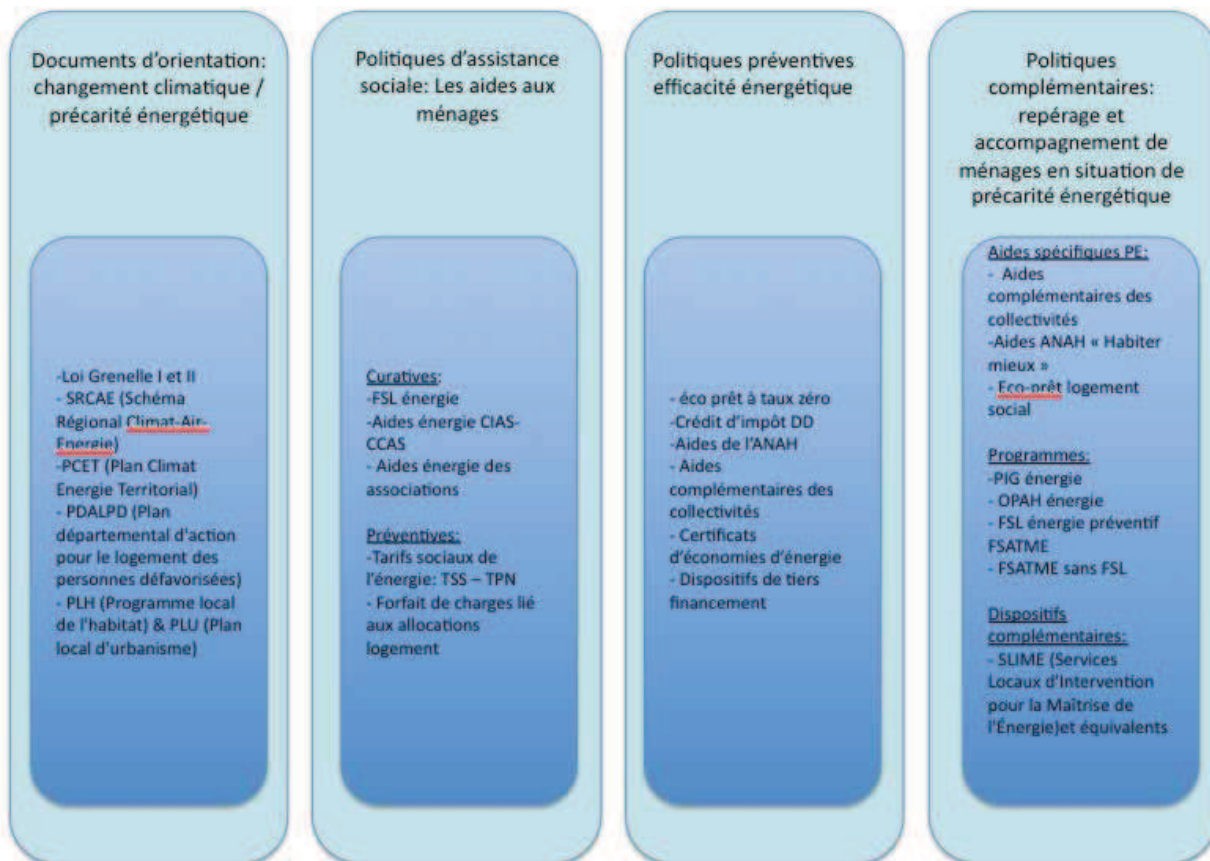 Documents d'orientation:
changement climatique /
précarité énergétique
-Loi Grenelle I et II
- SRCAE (Schéma
Régional Climat-Air-
Energie)
-PCET (Plan Climat
Energie Territorial)
- PDALPD (Plan
départemental d'action
pour le logement des
personnes défavorisées)
- PLH (Programme local
de l'habitat) & PLU (Plan
local d'urbanisme)
Politiques d'assistance
sociale: Les aides aux
ménages
Curatives:
-FSL énergie
-Aides énergie CIAS-
CCAS
- Aides énergie des
associations
Préventives:
-Tarifs sociaux de
l'énergie: TSS – TPN
- Forfait de charges lié
aux allocations
logement
Politiques préventives
efficacité énergétique
- éco prêt à taux zéro
-Crédit d'impôt DD
-Aides de l'ANAH
- Aides
complémentaires des
collectivités
- Certificats
d'économies d'énergie
- Dispositifs de tiers
financement
Politiques
complémentaires:
repérage et
accompagnement de
ménages en situation de
précarité énergétique
Aides spécifiques PE:
- Aides
complémentaires des
collectivités
-Aides ANAH « Habiter
mieux »
- Eco-prêt logement
social
Programmes:
-PIG énergie
- OPAH énergie
- FSL énergie préventif
FSATME
- FSATME sans FSL
Dispositifs
complémentaires:
- SLIME (Services
Locaux d'Intervention
pour la Maîtrise de
l'Énergie)et équivalents